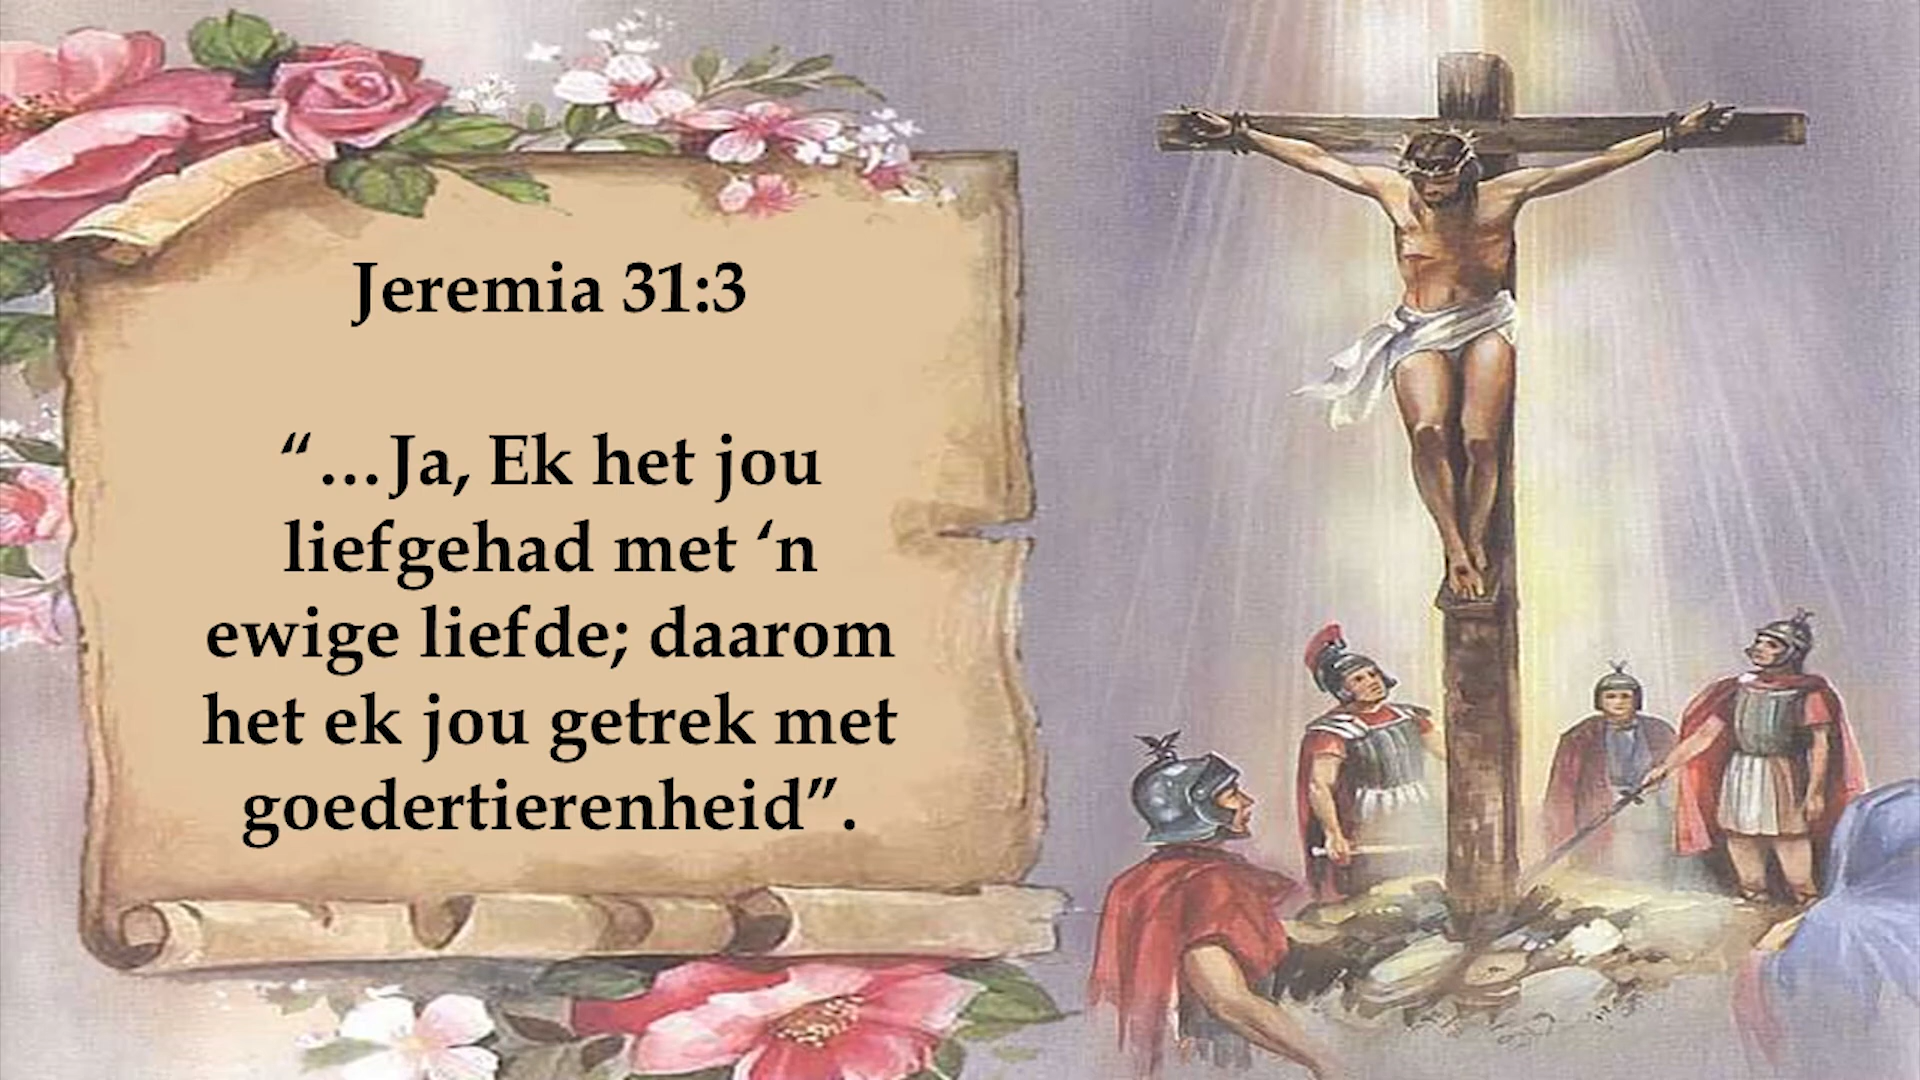 Jeremia 31:3
“…Ja, Ek het jou
liefgehad met ‘n
ewige liefde; daarom
het ek jou getrek met
goedertierenheid”.